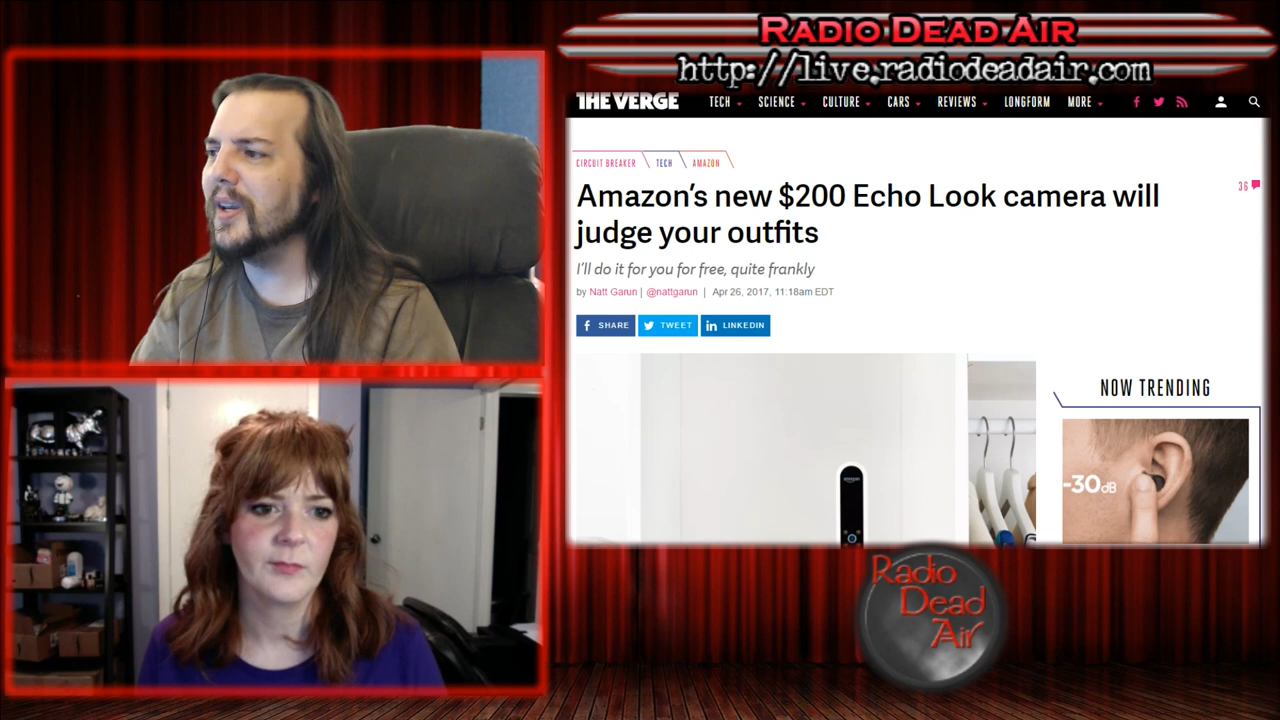 RADIO DEAD AIR
http://live.radiodeadair.com
THE VERGE TECH SCIENCE CULTURE CARS REVIEWS LONGFORM MORE
CIRCUIT BREAKER TECH AMAZON
36
Amazon's new $200 Echo Look camera will
judge your outfits
I'll do it for you for free, quite frankly
by Natt Garun | @nattgarun | Apr 26, 2017, 11:18am EDT
SHARE TWEET LINKEDIN
NOW TRENDING
amazon
-30dB
Radio
Dead
Air